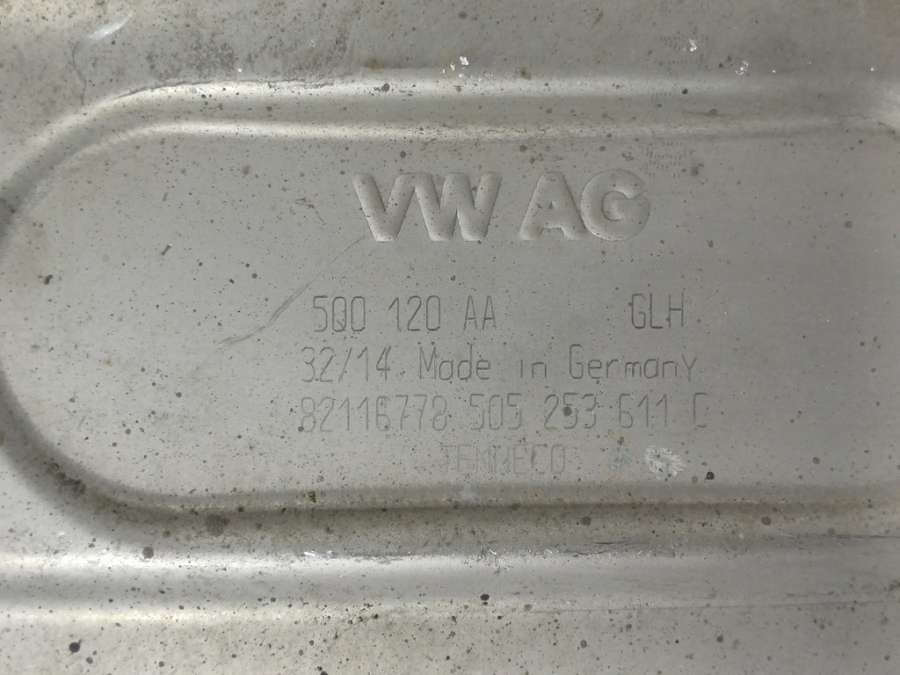 VW AG
5Q0 120 AA GLH
32/14 Made in Germany
82116778 505 253 611 C
TENNECO